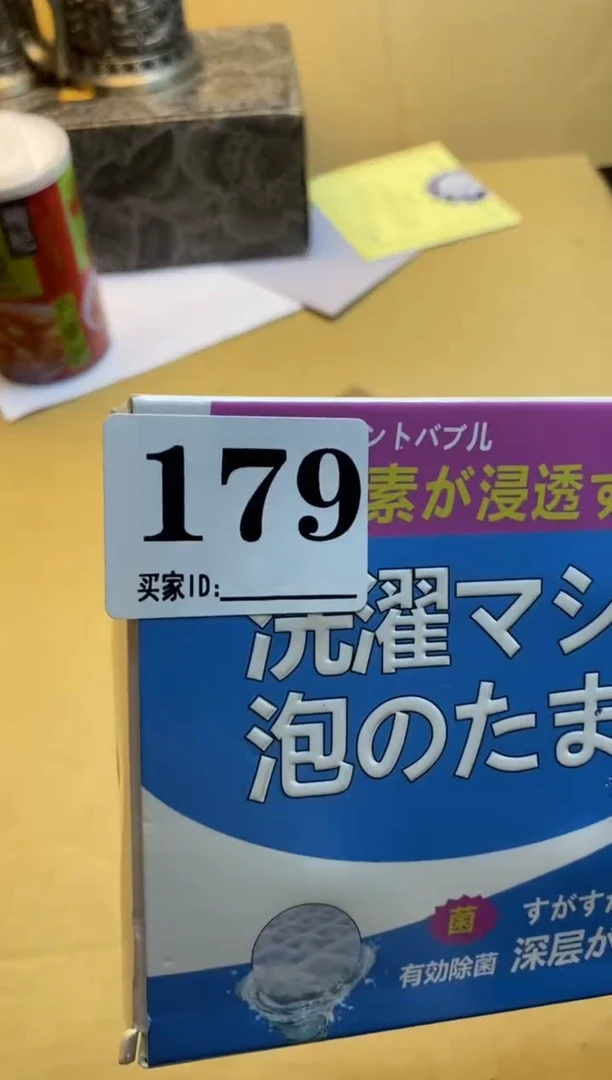 179
买家ID:
ントバブル
素が浸透す
洗濯マシ
泡のたま
菌
すがすが
有効除菌
深層が